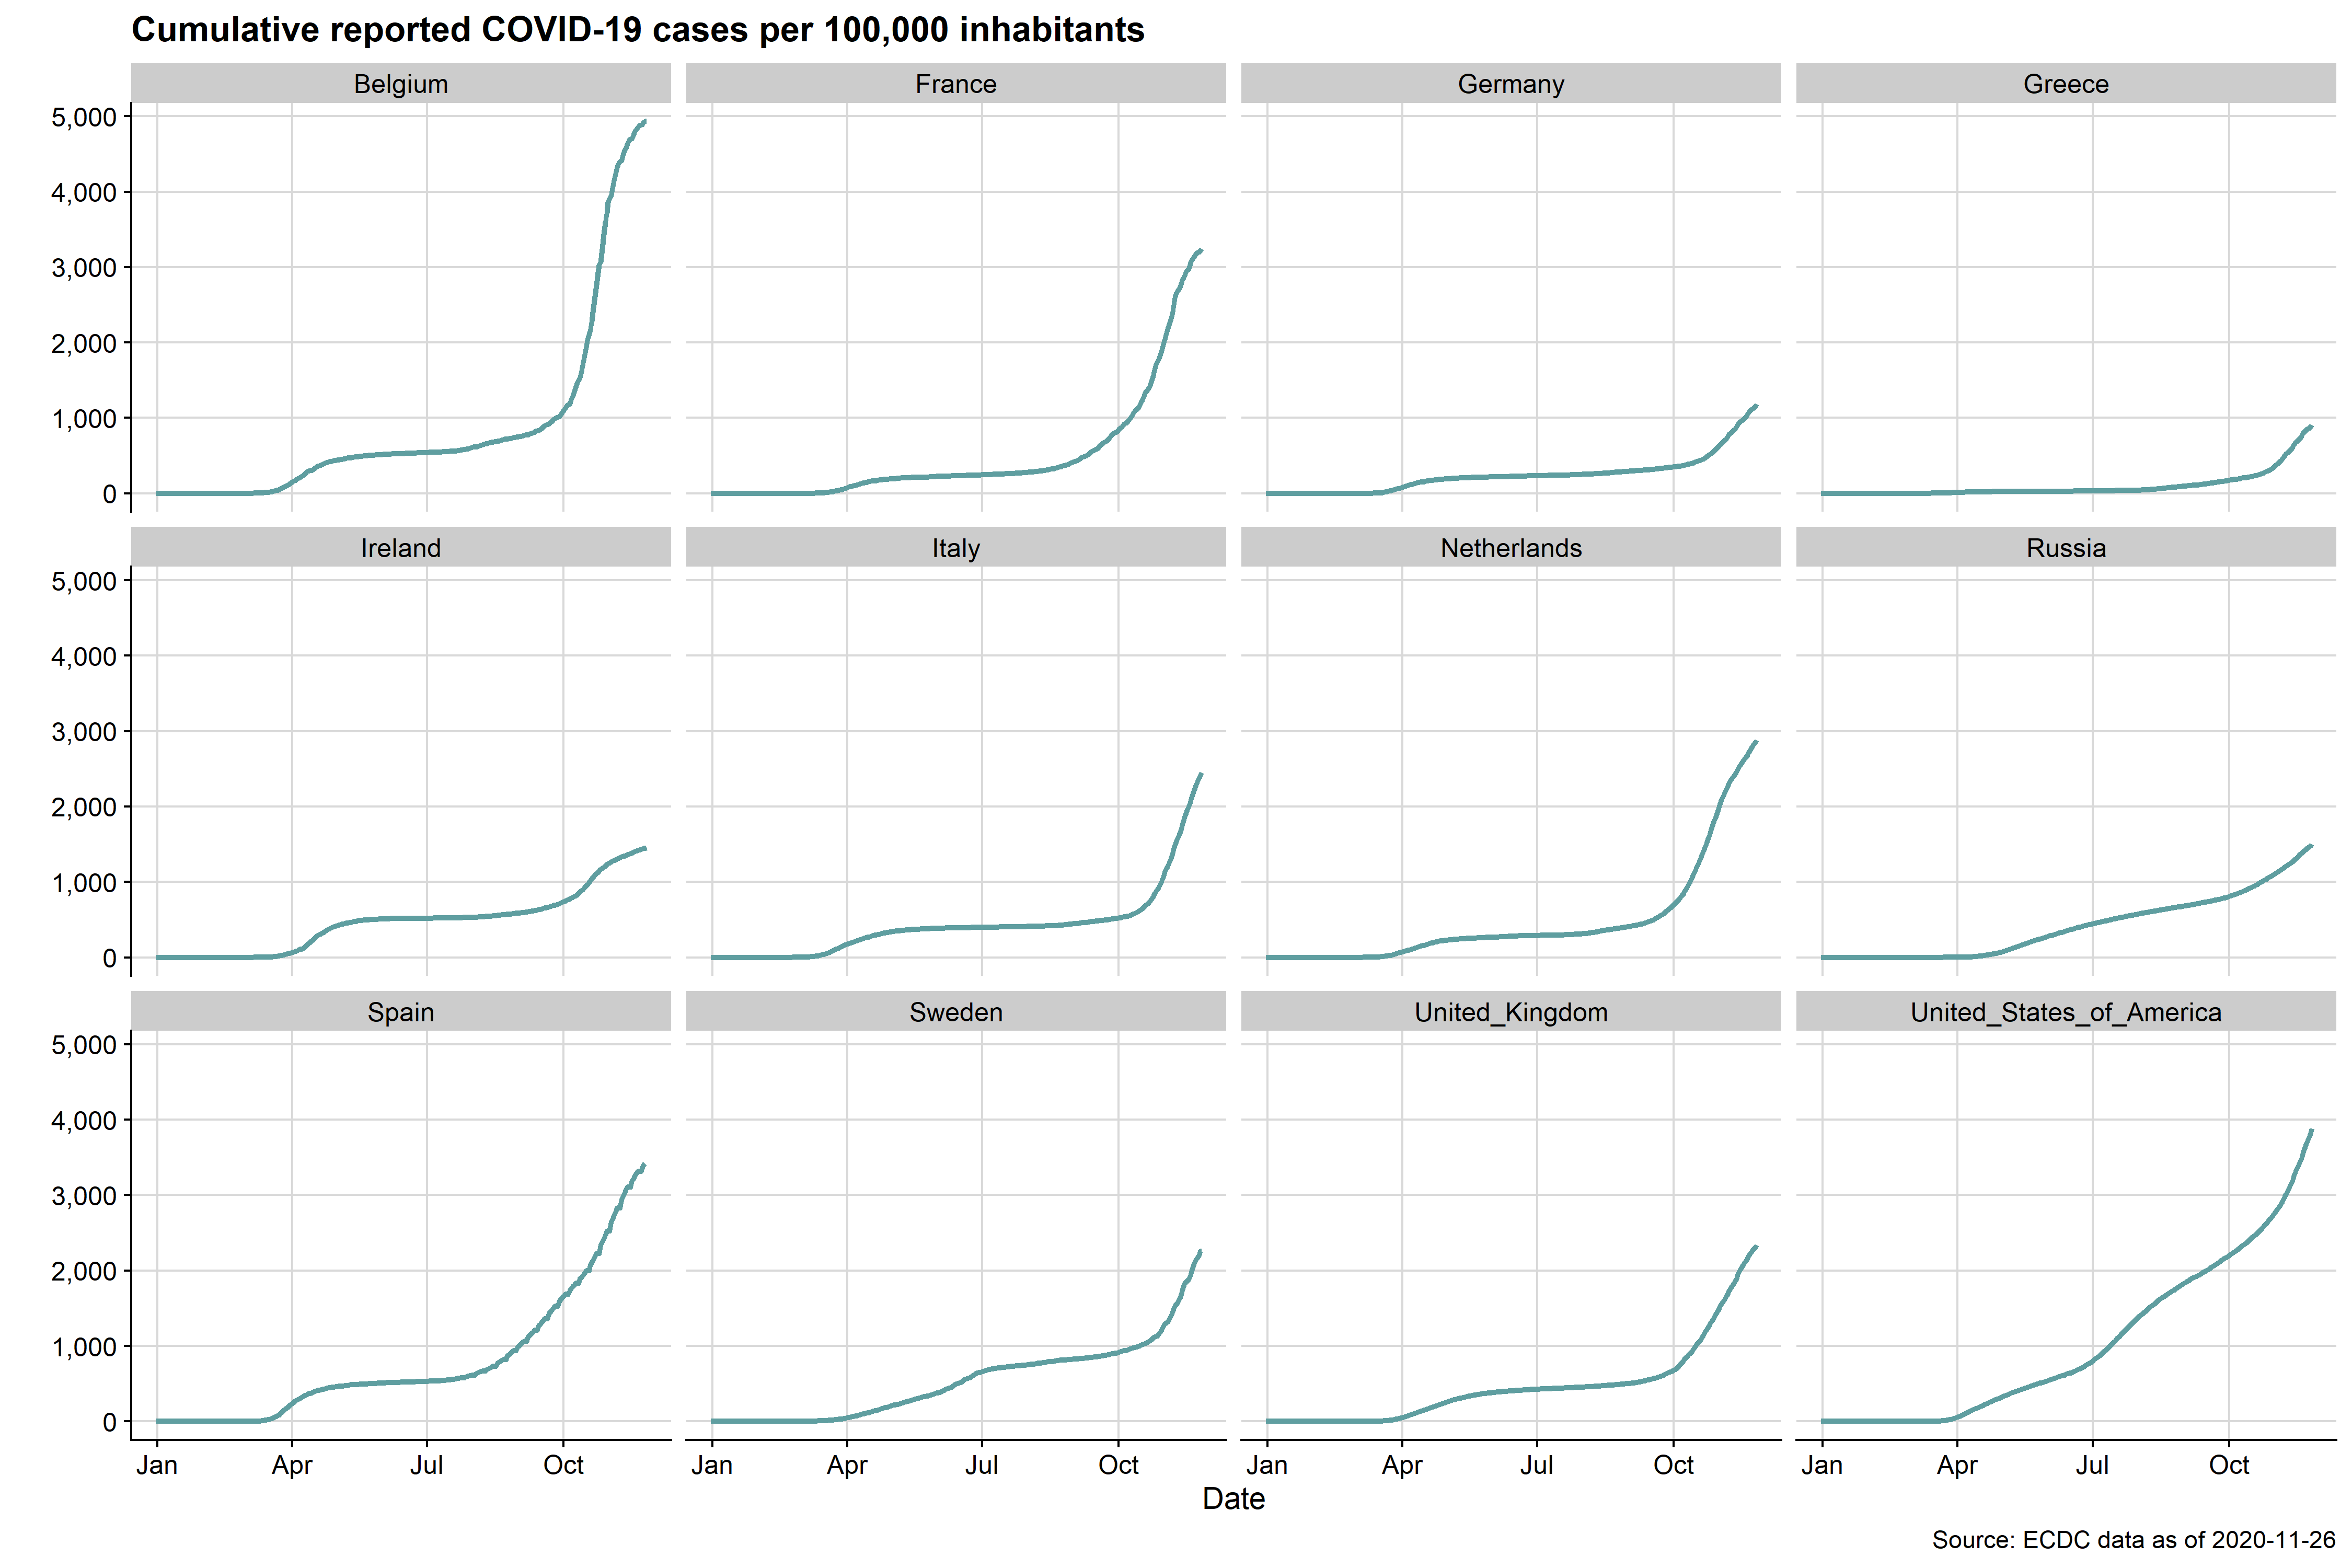 Cumulative reported COVID-19 cases per 100,000 inhabitants
Belgium France Germany Greece
5,000
4,000
3,000
2,000
1,000
0
Ireland Italy Netherlands Russia
5,000
4,000
3,000
2,000
1,000
0
Spain Sweden United_Kingdom United_States_of_America
5,000
4,000
3,000
2,000
1,000
0
Jan Apr Jul Oct Jan Apr Jul Oct Jan Apr Jul Oct Jan Apr Jul Oct
Date
Source: ECDC data as of 2020-11-26